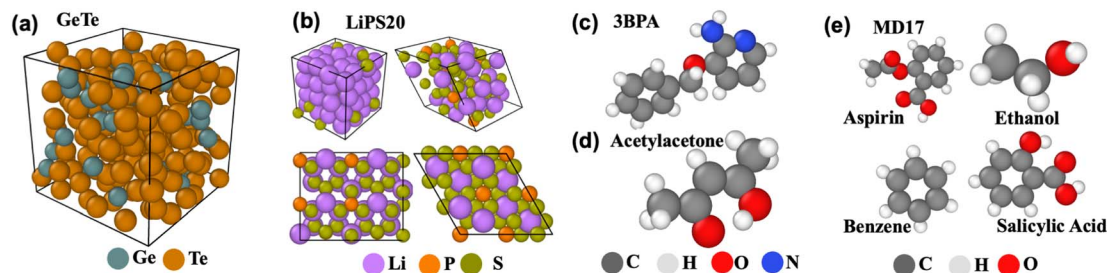 (a)
GeTe
Ge Te
(b)
LiPS20
Li P S
(c)
3BPA
(d)
Acetylacetone
C H O N
(e)
MD17
Aspirin
Ethanol
Benzene
Salicylic Acid
C H O